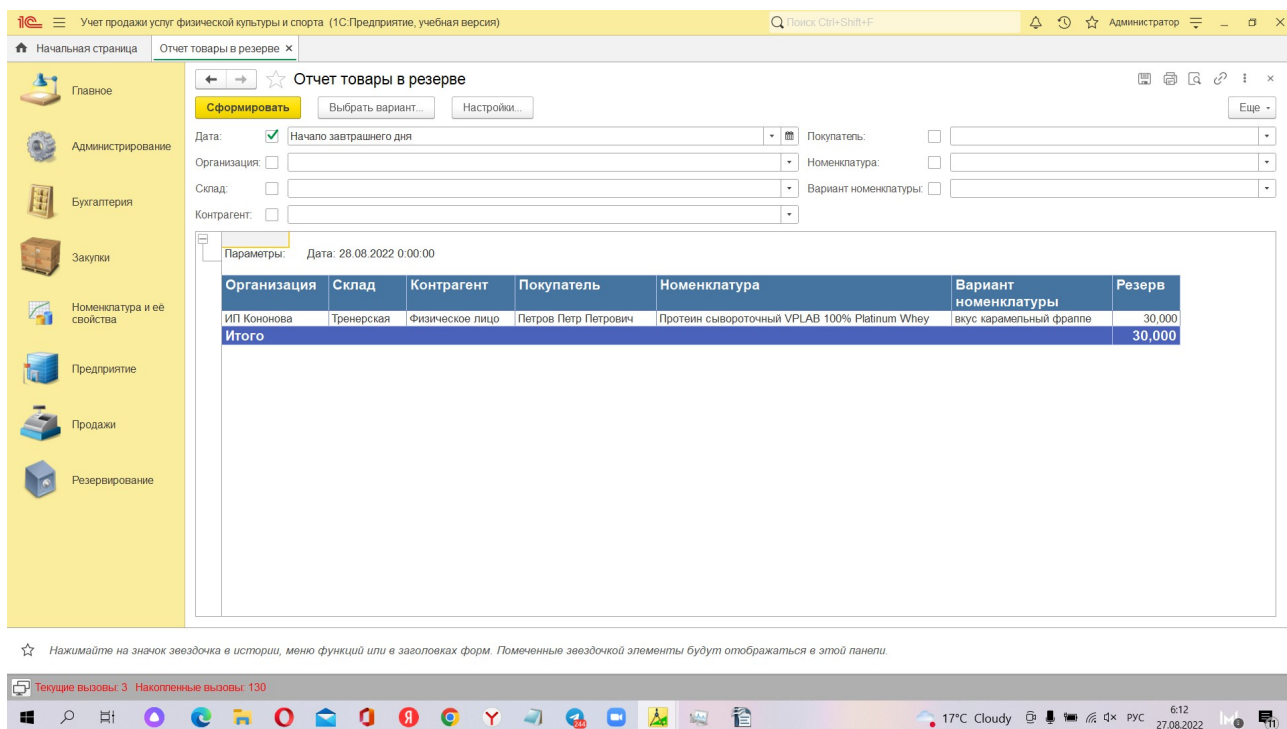 1С Учет продажи услуг физической культуры и спорта (1С:Предприятие, учебная версия) Поиск Ctrl+Shift+F Администратор
Начальная страница Отчет товары в резерве ×
Главное
Администрирование
Бухгалтерия
Закупки
Номенклатура и её
свойства
Предприятие
Продажи
Резервирование
Отчет товары в резерве
Сформировать Выбрать вариант... Настройки... Еще
Дата: Начало завтрашнего дня Покупатель:
Организация: Номенклатура:
Склад: Вариант номенклатуры:
Контрагент:
Параметры: Дата: 28.08.2022 0:00:00
Организация Склад Контрагент Покупатель Номенклатура Вариант номенклатуры Резерв
ИП Кононова Тренерская Физическое лицо Петров Петр Петрович Протеин сывороточный VPLAB 100% Platinum Whey вкус карамельный фраппе 30,000
Итого 30,000
Нажимайте на значок звездочка в истории, меню функций или в заголовках форм. Помеченные звездочкой элементы будут отображаться в этой панели.
Текущие вызовы: 3 Накопленные вызовы: 130
244 17°C Cloudy РУС 6:12
27.08.2022 11